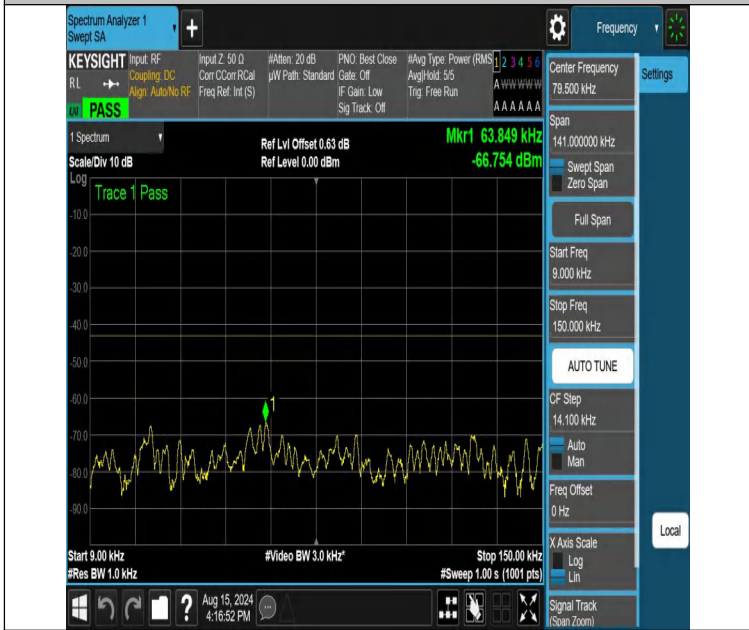 Spectrum Analyzer 1
Swept SA
Frequency
KEYSIGHT
RL
PASS
Input: RF
Coupling: DC
Align: Auto/No RF
Input Z: 50 Ω
Corr CCorr RCal
Freq Ref: Int (S)
#Atten: 20 dB
µW Path: Standard
PNO: Best Close
Gate: Off
IF Gain: Low
Sig Track: Off
#Avg Type: Power (RMS
Avg|Hold: 5/5
Trig: Free Run
1 2 3 4 5 6
A W W W W W
A A A A A A
Center Frequency
79.500 kHz
Settings
1 Spectrum
Scale/Div 10 dB
Ref Lvl Offset 0.63 dB
Ref Level 0.00 dBm
Mkr1 63.849 kHz
-66.754 dBm
Log
Trace 1 Pass
-10.0
-20.0
-30.0
-40.0
-50.0
-60.0
-70.0
-80.0
-90.0
1
Start 9.00 kHz
#Res BW 1.0 kHz
#Video BW 3.0 kHz*
Stop 150.00 kHz
#Sweep 1.00 s (1001 pts)
Span
141.000000 kHz
Swept Span
Zero Span
Full Span
Start Freq
9.000 kHz
Stop Freq
150.000 kHz
AUTO TUNE
CF Step
14.100 kHz
Auto
Man
Freq Offset
0 Hz
X Axis Scale
Log
Lin
Signal Track
(Span Zoom)
Local
?
Aug 15, 2024
4:16:52 PM